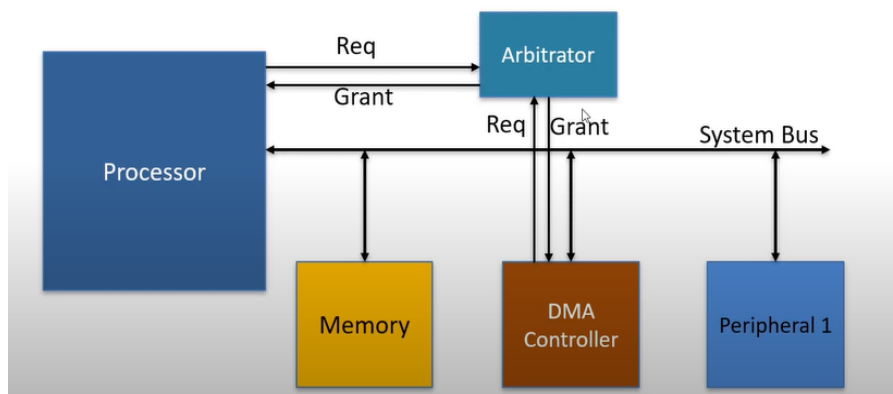 Req
Arbitrator
Grant
Req
Grant
System Bus
Processor
Memory
DMA
Controller
Peripheral 1